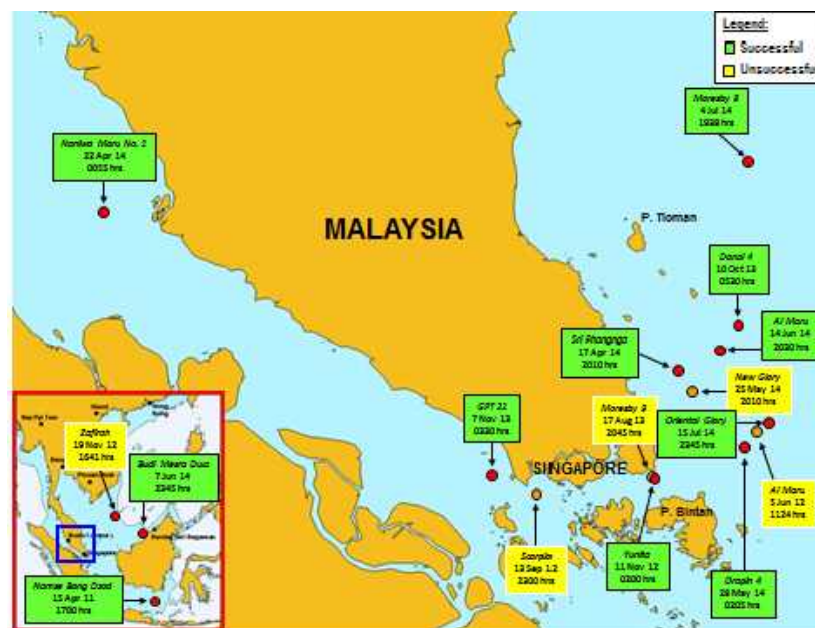 Legend:
Successful
Unsuccessful
Moresby 9
4 Jul 14
1939 hrs
Naniwa Maru No. 1
22 Apr 14
0055 hrs
P. Tioman
MALAYSIA
Danai 4
10 Oct 13
0530 hrs
Ai Maru
14 Jun 14
2030 hrs
Sri Phangnga
17 Apr 14
2010 hrs
New Glory
25 May 14
2010 hrs
GPT 21
7 Nov 13
0330 hrs
Moresby 9
17 Aug 13
2045 hrs
Oriental Glory
15 Jul 14
2345 hrs
Zafirah
19 Nov 12
1641 hrs
Budi Mesra Dua
7 Jun 14
2345 hrs
SINGAPORE
P. Bintan
Ai Maru
5 Jun 12
1124 hrs
Scorpio
13 Sep 12
2300 hrs
Yunita
11 Nov 12
0300 hrs
Orapin 4
28 May 14
0205 hrs
Namse Bang Dzod
15 Apr 11
1700 hrs